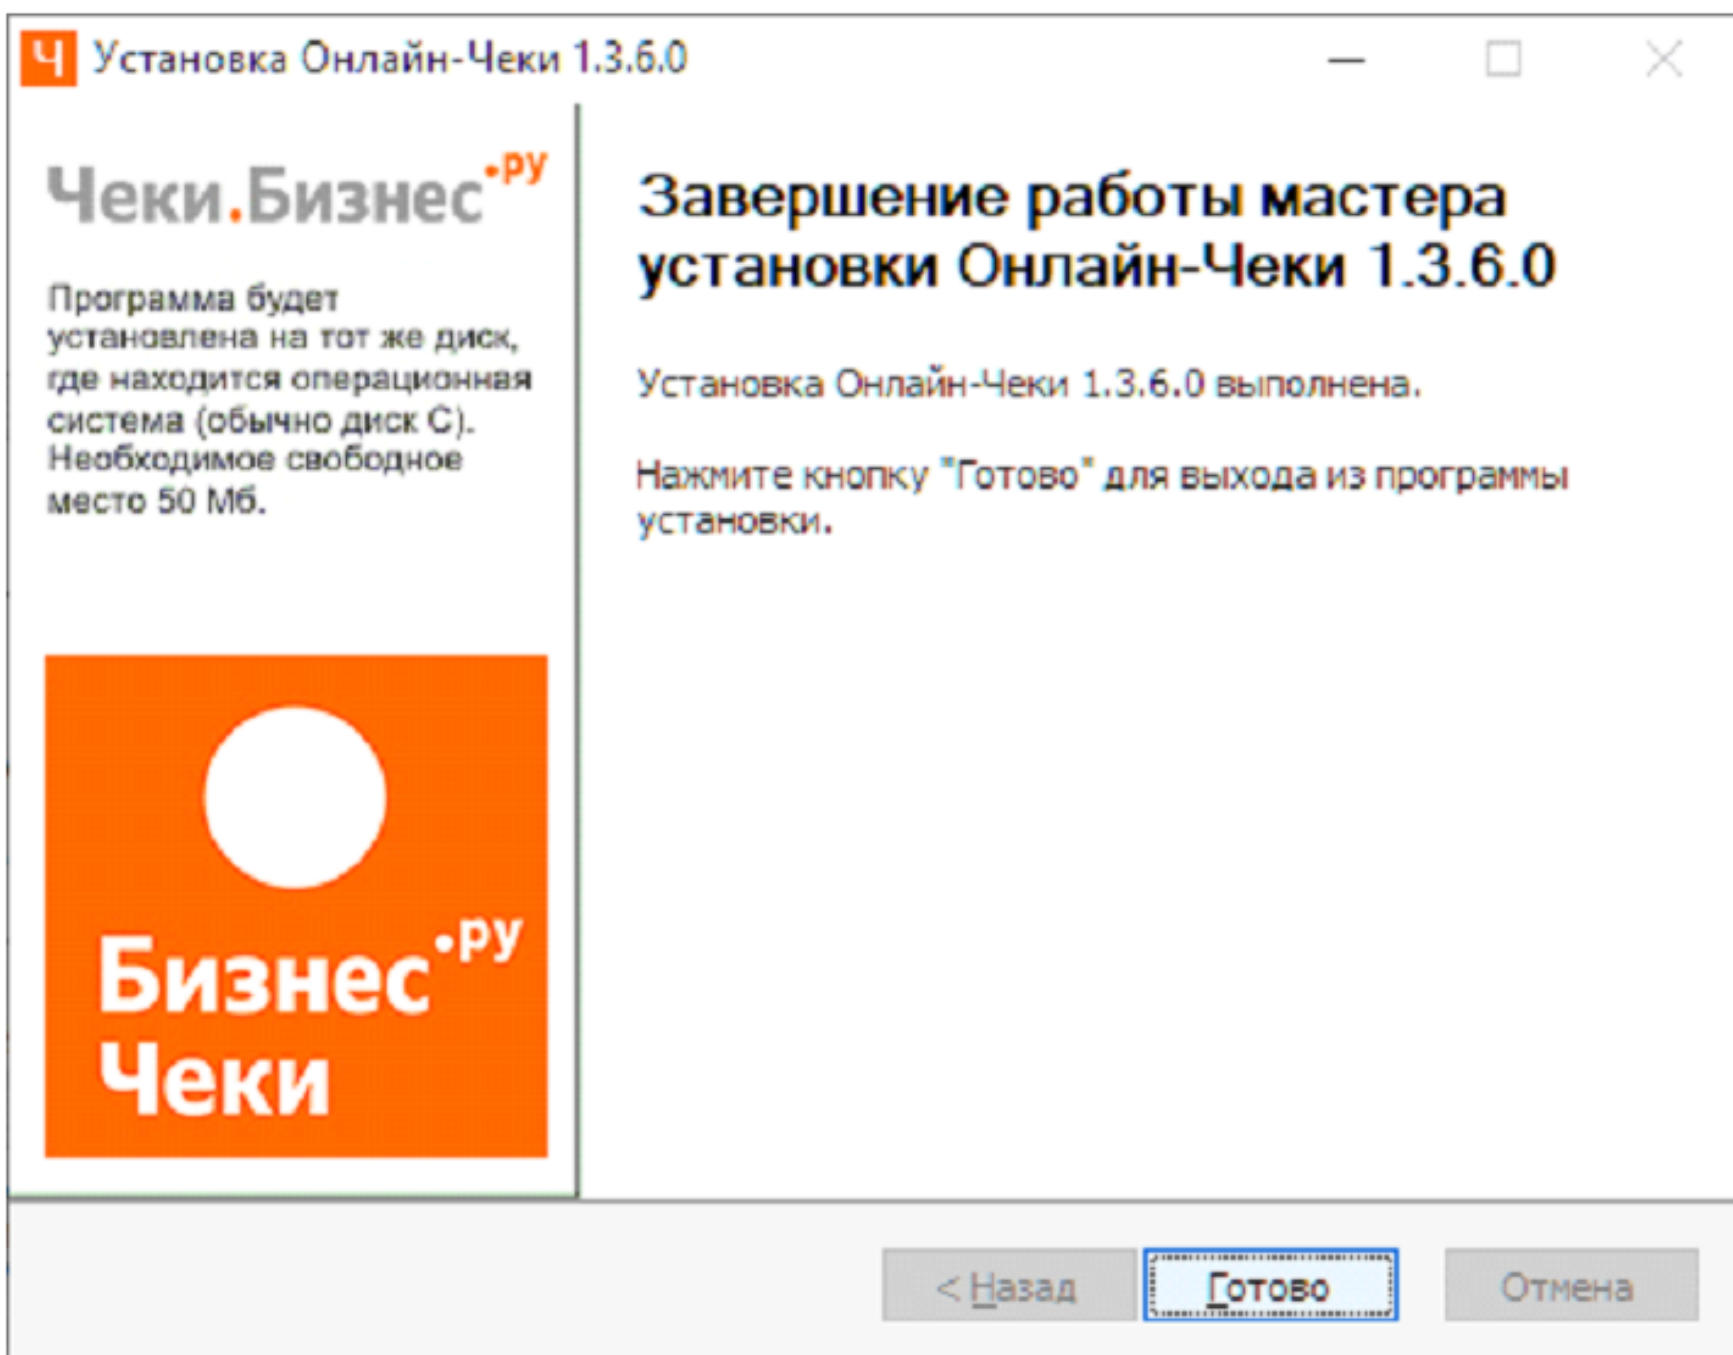 Ч Установка Онлайн-Чеки 1.3.6.0
Чеки.Бизнес.ру
Программа будет
установлена на тот же диск,
где находится операционная
система (обычно диск С).
Необходимое свободное
место 50 Мб.
Бизнес.ру
Чеки
Завершение работы мастера
установки Онлайн-Чеки 1.3.6.0
Установка Онлайн-Чеки 1.3.6.0 выполнена.
Нажмите кнопку "Готово" для выхода из программы
установки.
< Назад Готово Отмена